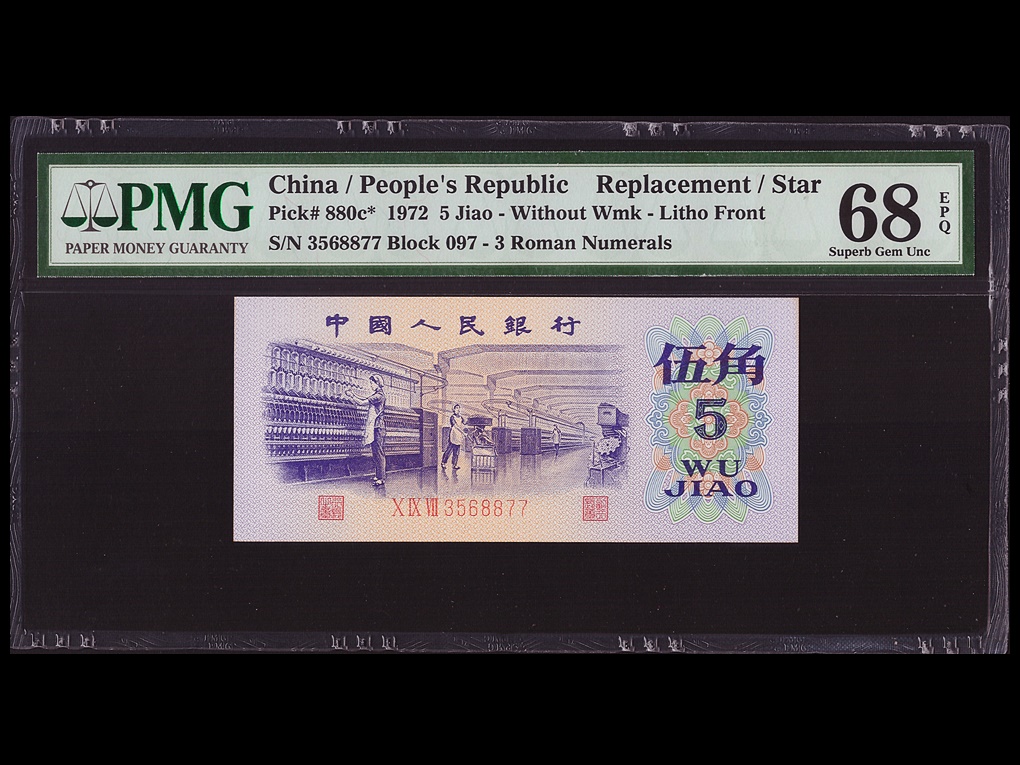 PMG
PAPER MONEY GUARANTY
China / People's Republic Replacement / Star
Pick# 880c* 1972 5 Jiao - Without Wmk - Litho Front
S/N 3568877 Block 097 - 3 Roman Numerals
68
EPQ
Superb Gem Unc
中國人民銀行
伍角
5
WU
JIAO
X IX VII 3568877